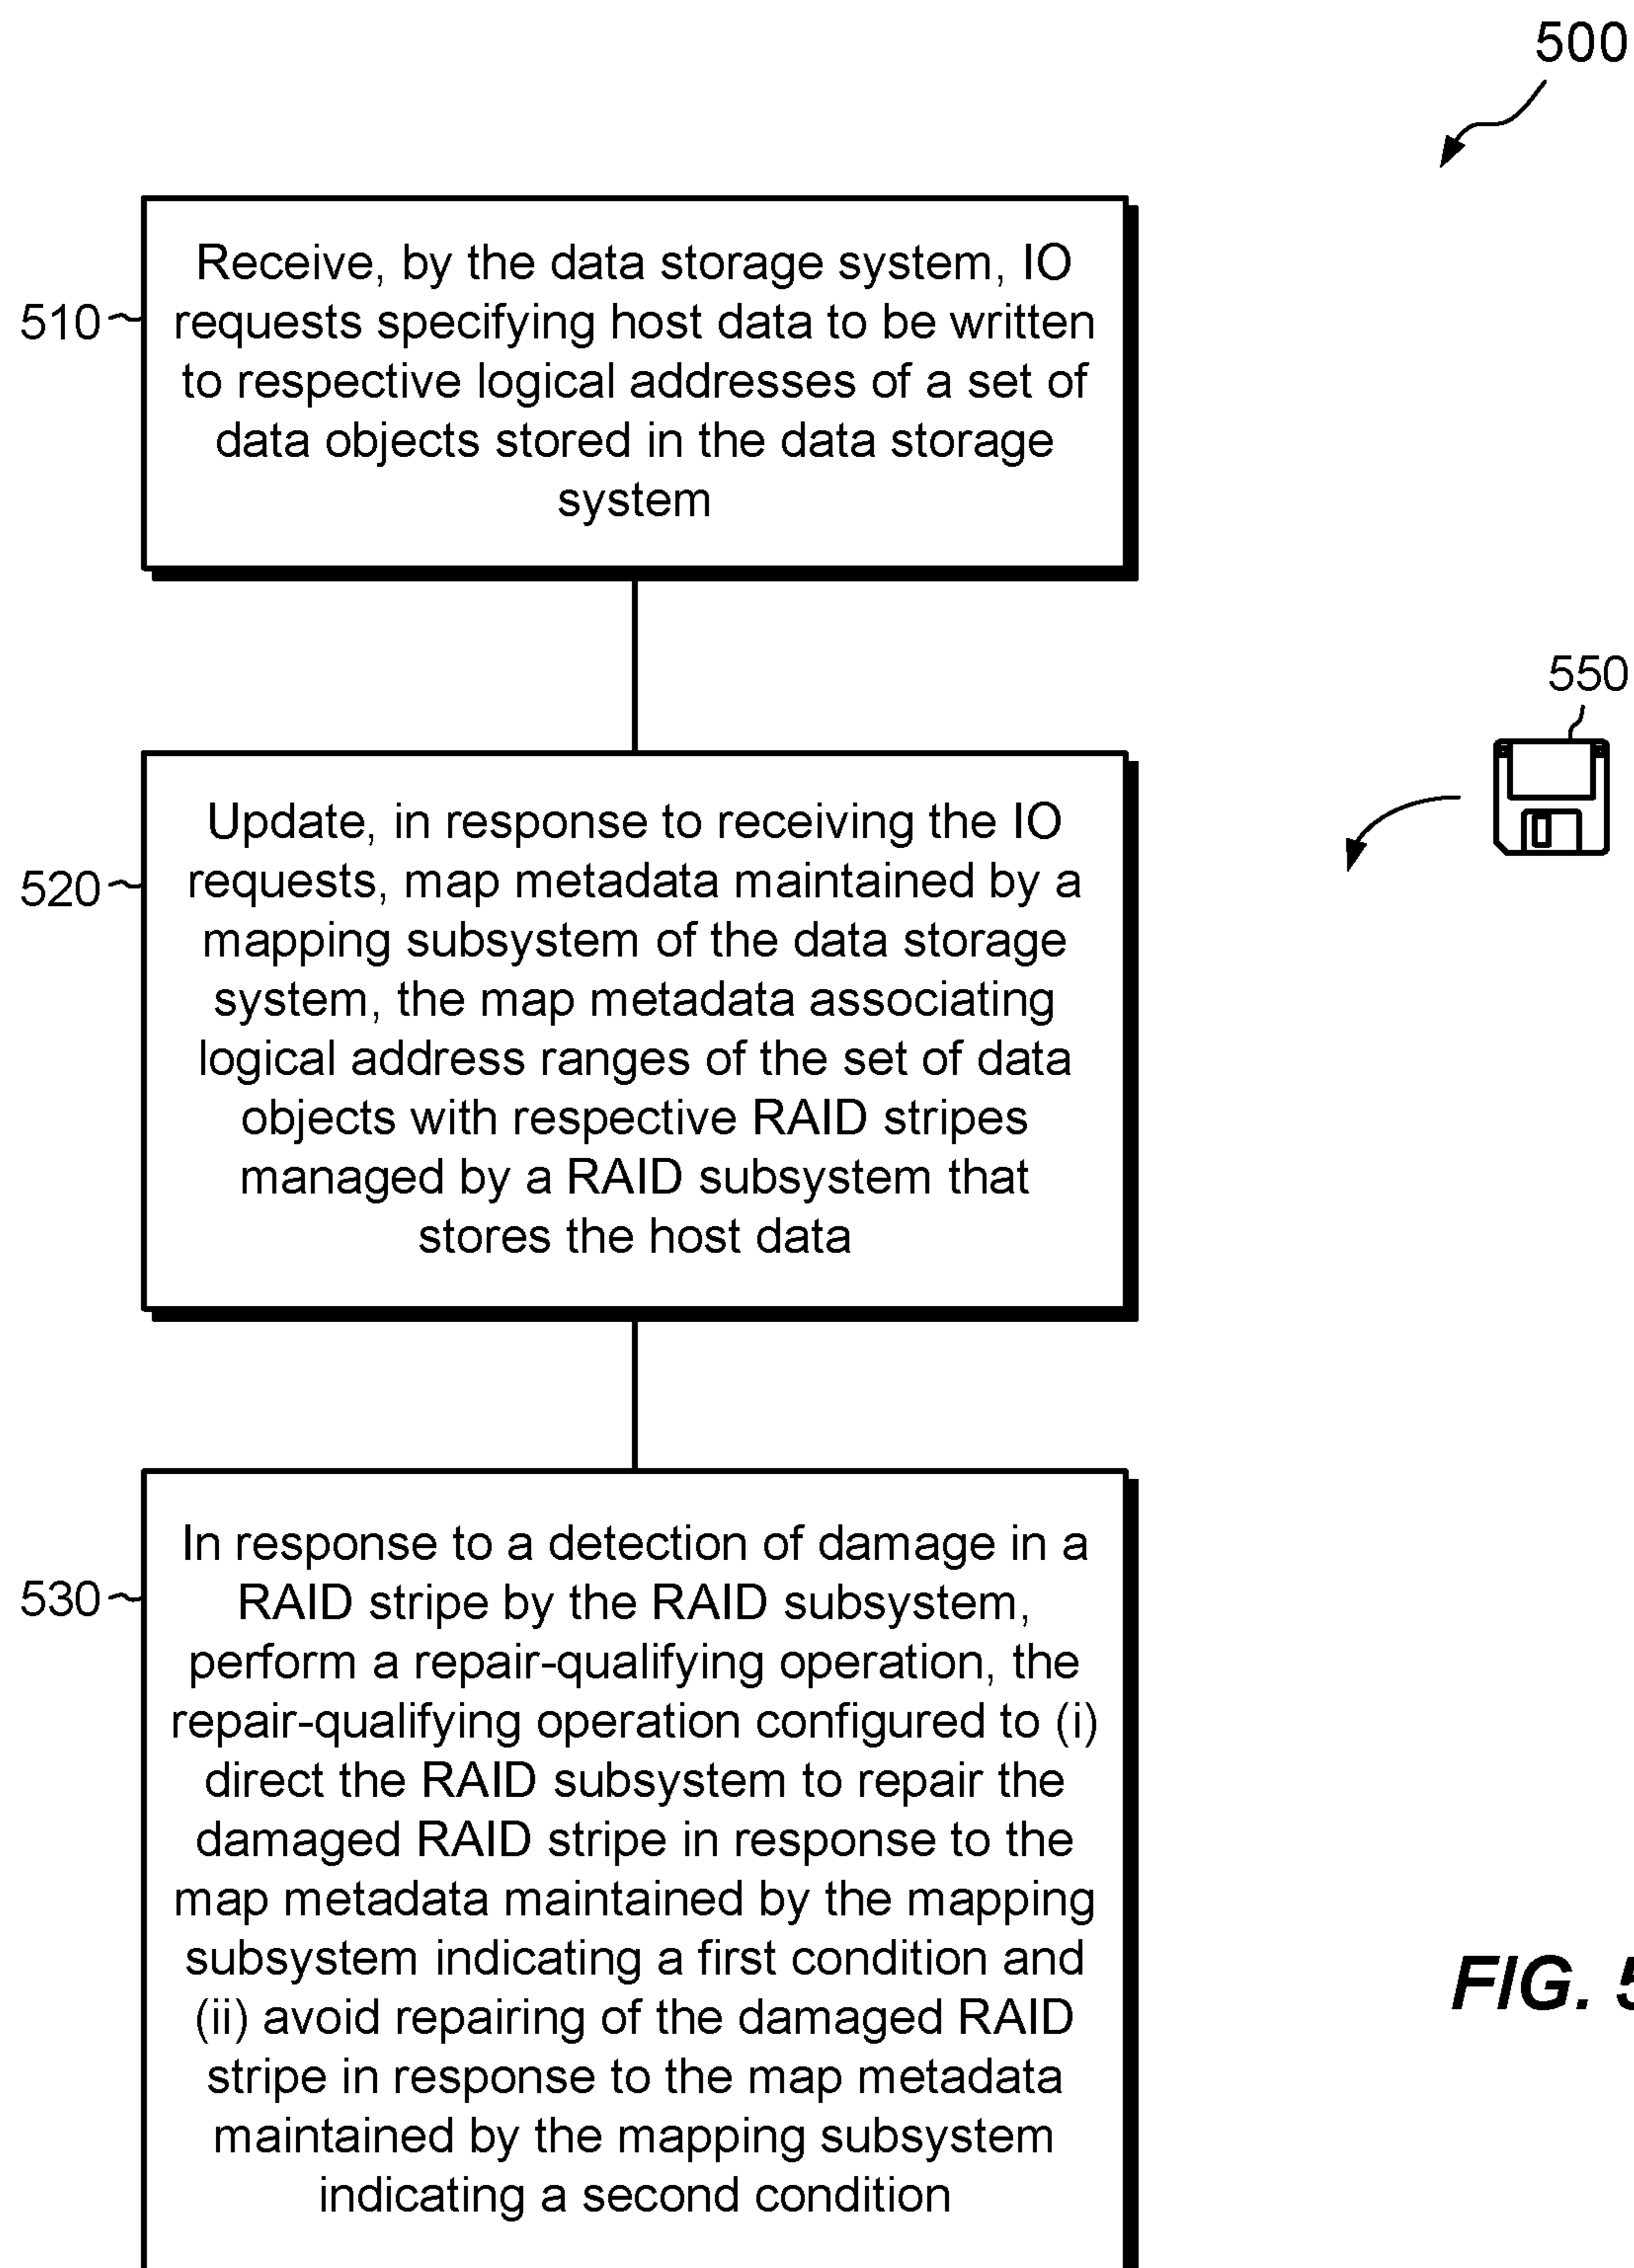 500
Receive, by the data storage system, IO
requests specifying host data to be written
to respective logical addresses of a set of
data objects stored in the data storage
system
510
550
Update, in response to receiving the IO
requests, map metadata maintained by a
mapping subsystem of the data storage
system, the map metadata associating
logical address ranges of the set of data
objects with respective RAID stripes
managed by a RAID subsystem that
stores the host data
520
In response to a detection of damage in a
RAID stripe by the RAID subsystem,
perform a repair-qualifying operation, the
repair-qualifying operation configured to (i)
direct the RAID subsystem to repair the
damaged RAID stripe in response to the
map metadata maintained by the mapping
subsystem indicating a first condition and
(ii) avoid repairing of the damaged RAID
stripe in response to the map metadata
maintained by the mapping subsystem
indicating a second condition
530
FIG. 5